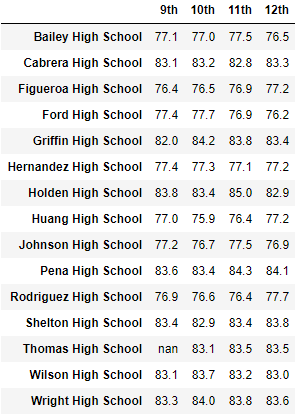 9th 10th 11th 12th
Bailey High School 77.1 77.0 77.5 76.5
Cabrera High School 83.1 83.2 82.8 83.3
Figueroa High School 76.4 76.5 76.9 77.2
Ford High School 77.4 77.7 76.9 76.2
Griffin High School 82.0 84.2 83.8 83.4
Hernandez High School 77.4 77.3 77.1 77.2
Holden High School 83.8 83.4 85.0 82.9
Huang High School 77.0 75.9 76.4 77.2
Johnson High School 77.2 76.7 77.5 76.9
Pena High School 83.6 83.4 84.3 84.1
Rodriguez High School 76.9 76.6 76.4 77.7
Shelton High School 83.4 82.9 83.4 83.8
Thomas High School nan 83.1 83.5 83.5
Wilson High School 83.1 83.7 83.2 83.0
Wright High School 83.3 84.0 83.8 83.6